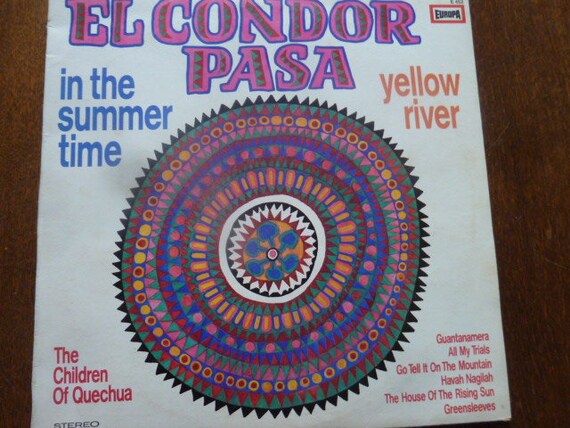 EL CONDOR
PASA
EUROPA
in the
summer
time
yellow
river
The
Children
Of Quechua
Guantanamera
All My Trials
Go Tell It On The Mountain
Havah Nagilah
The House Of The Rising Sun
Greensleeves
STEREO